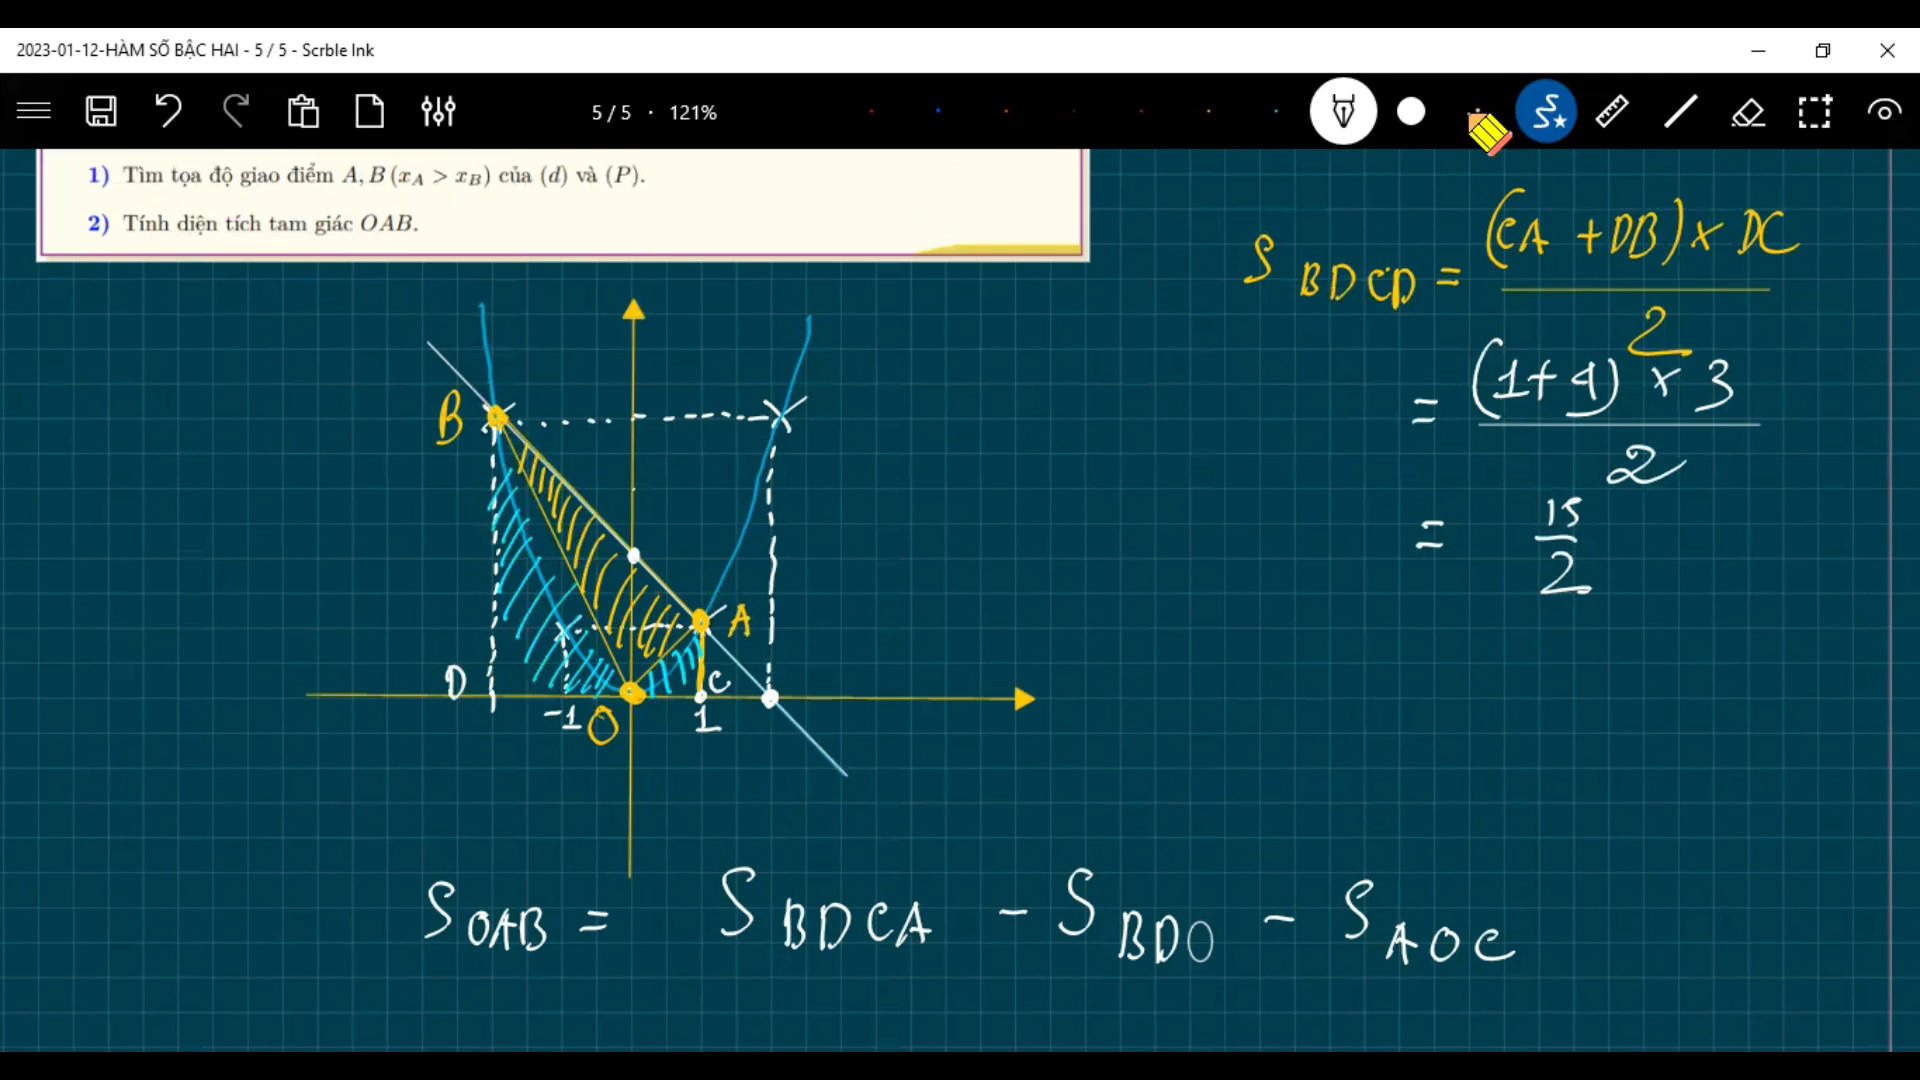 2023-01-12-HÀM SỐ BẬC HAI - 5 / 5 - Scrble Ink
5 / 5 · 121%
1) Tìm tọa độ giao điểm A, B (x_A > x_B) của (d) và (P).
2) Tính diện tích tam giác OAB.
S BDCD = (CA + DB) × DC / 2
= (1+4) × 3 / 2
= 15 / 2
B
A
D
C
-1
O
1
S OAB = S BDCA - S BDO - S AOC